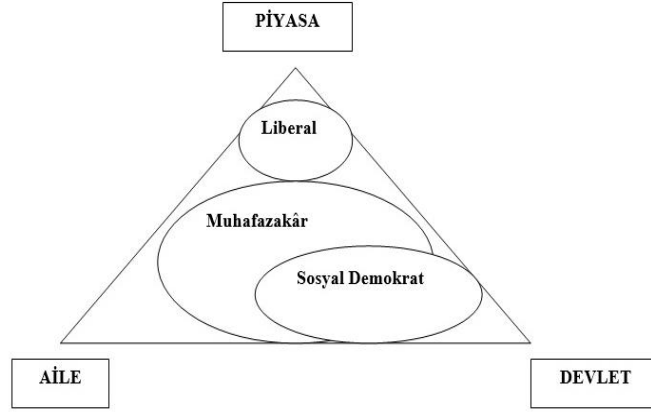 PİYASA
Liberal
Muhafazakâr
Sosyal Demokrat
AİLE
DEVLET